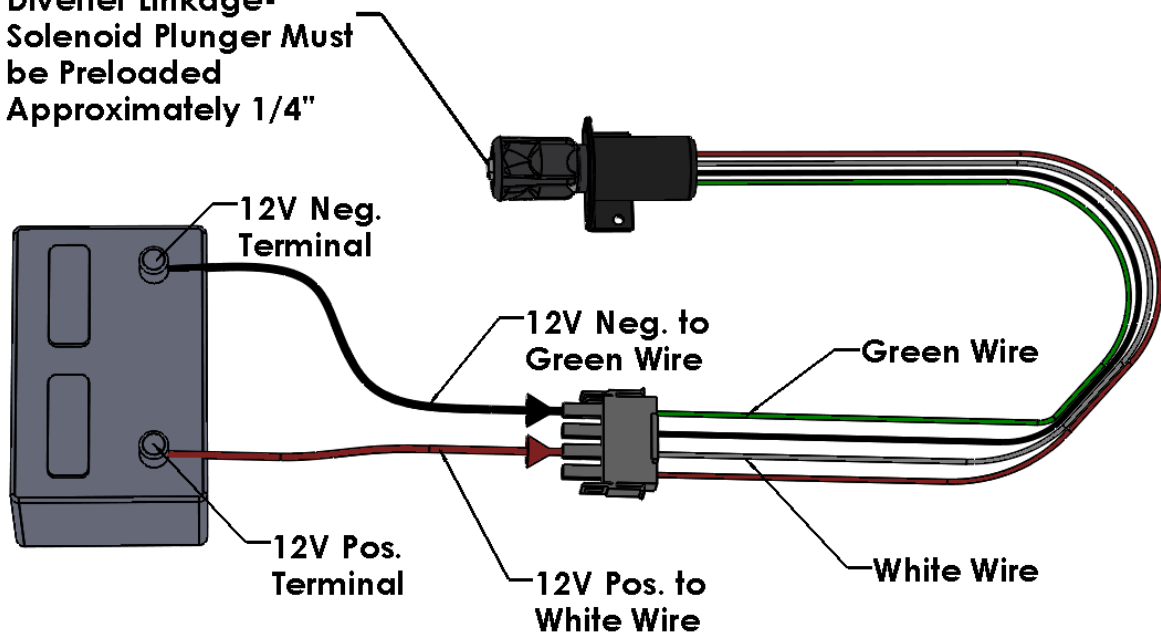 Solenoid Plunger Must
be Preloaded
Approximately 1/4"
12V Neg.
Terminal
12V Neg. to
Green Wire
Green Wire
12V Pos.
Terminal
12V Pos. to
White Wire
White Wire